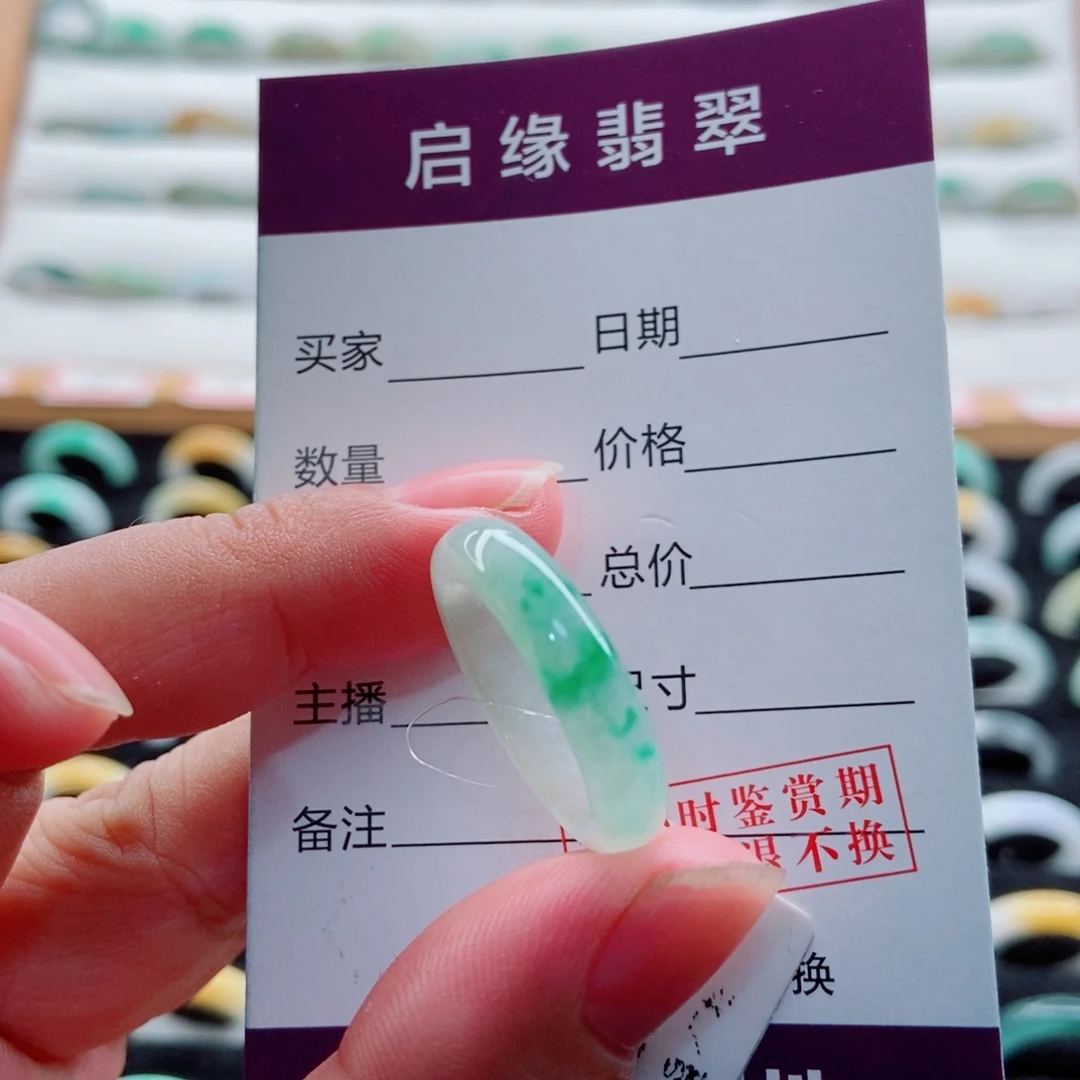 启缘翡翠
买家 日期
数量 价格
总价
主播 寸
备注
时鉴赏期
退不换
换